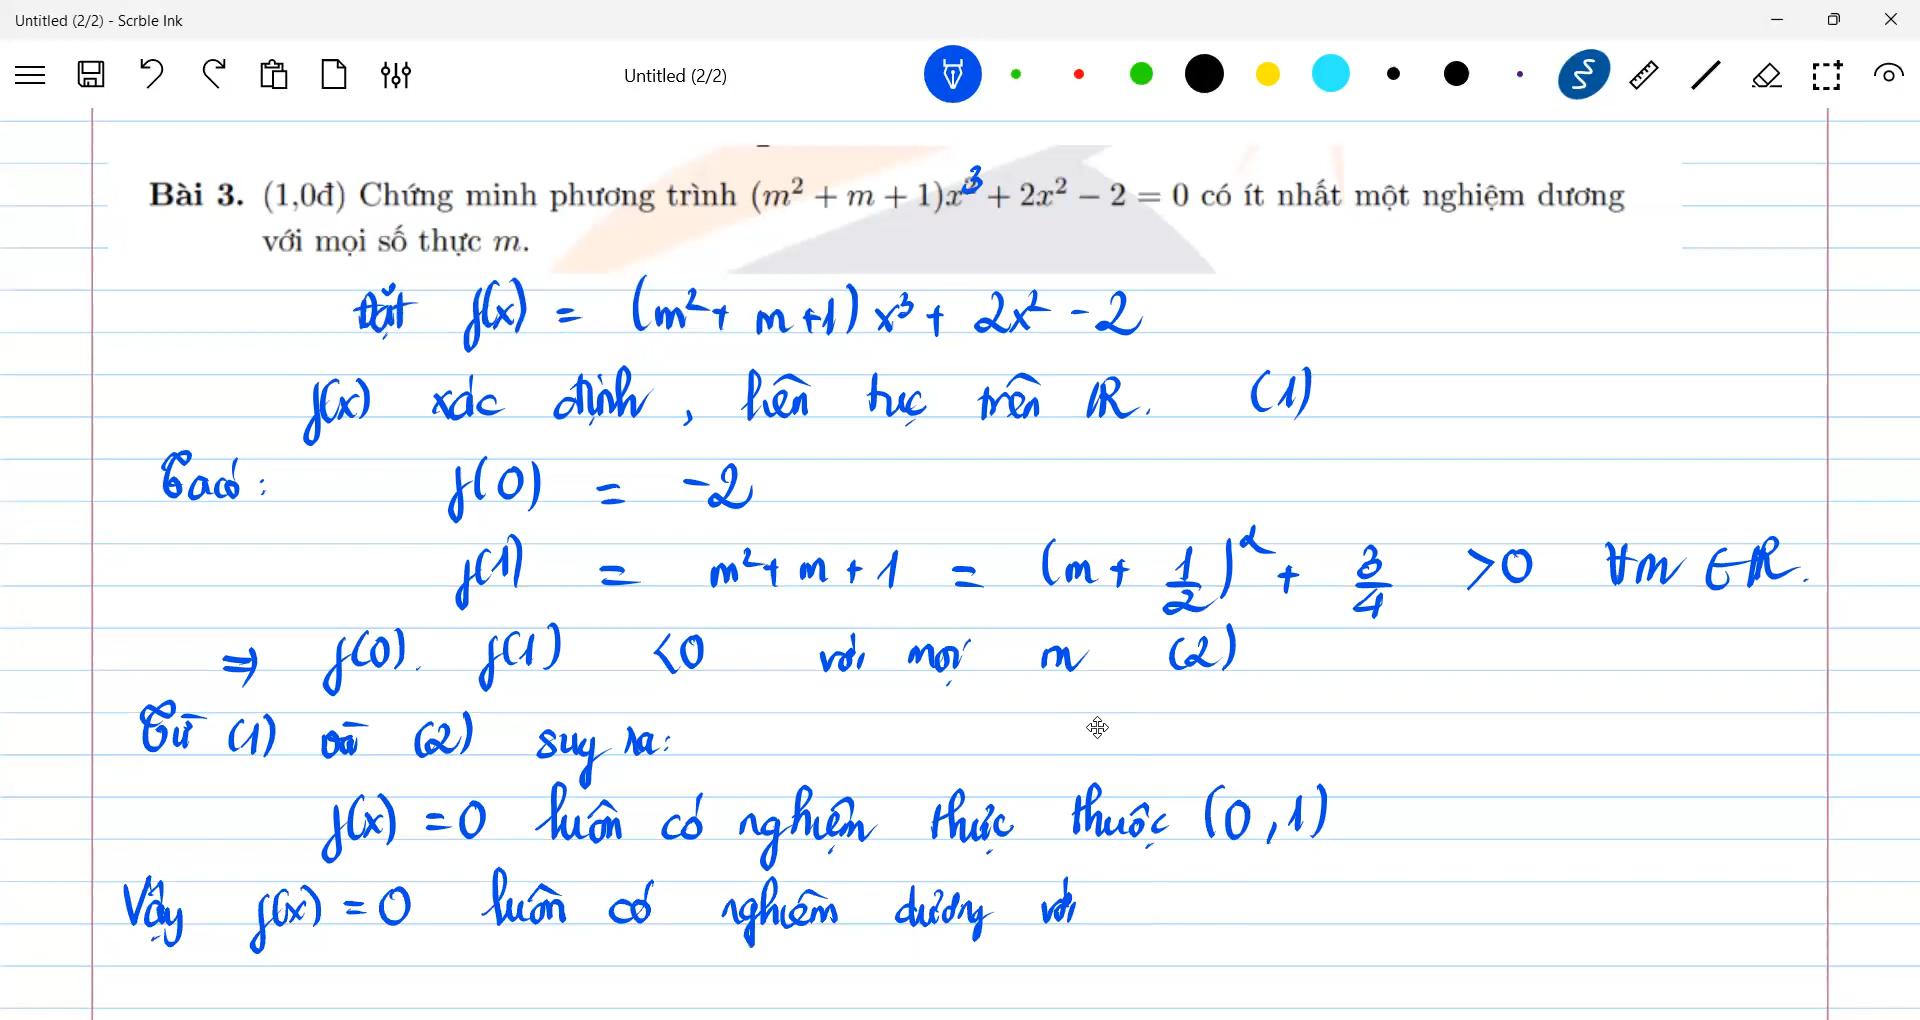 Untitled (2/2) - Scrble Ink
Untitled (2/2)
Bài 3. (1,0đ) Chứng minh phương trình (m² + m + 1)x³ + 2x² − 2 = 0 có ít nhất một nghiệm dương
với mọi số thực m.
Đặt f(x) = (m² + m + 1) x³ + 2x² - 2
f(x) xác định, liên tục trên ℝ. (1)
Ta có: f(0) = -2
f(1) = m² + m + 1 = (m + 1/2)² + 3/4 > 0 ∀m ∈ ℝ.
⇒ f(0). f(1) < 0 với mọi m (2)
Từ (1) và (2) suy ra:
f(x) = 0 luôn có nghiệm thực thuộc (0, 1)
Vậy f(x) = 0 luôn có nghiêm dương với